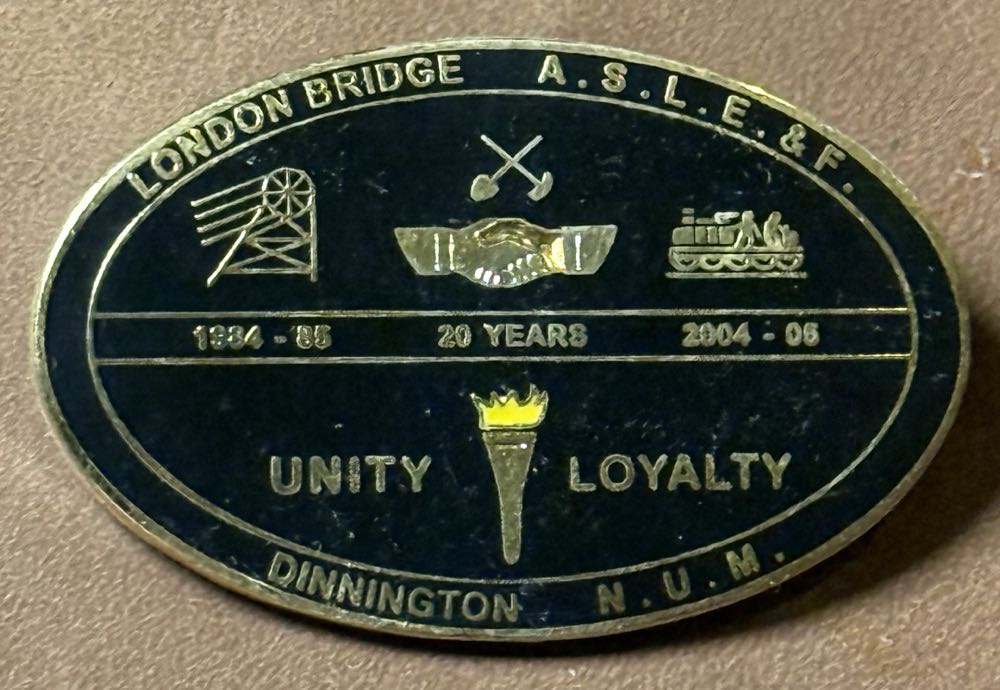 LONDON BRIDGE A.S.L.E.&F.
1984 - 85 20 YEARS 2004 - 05
UNITY LOYALTY
DINNINGTON N.U.M.